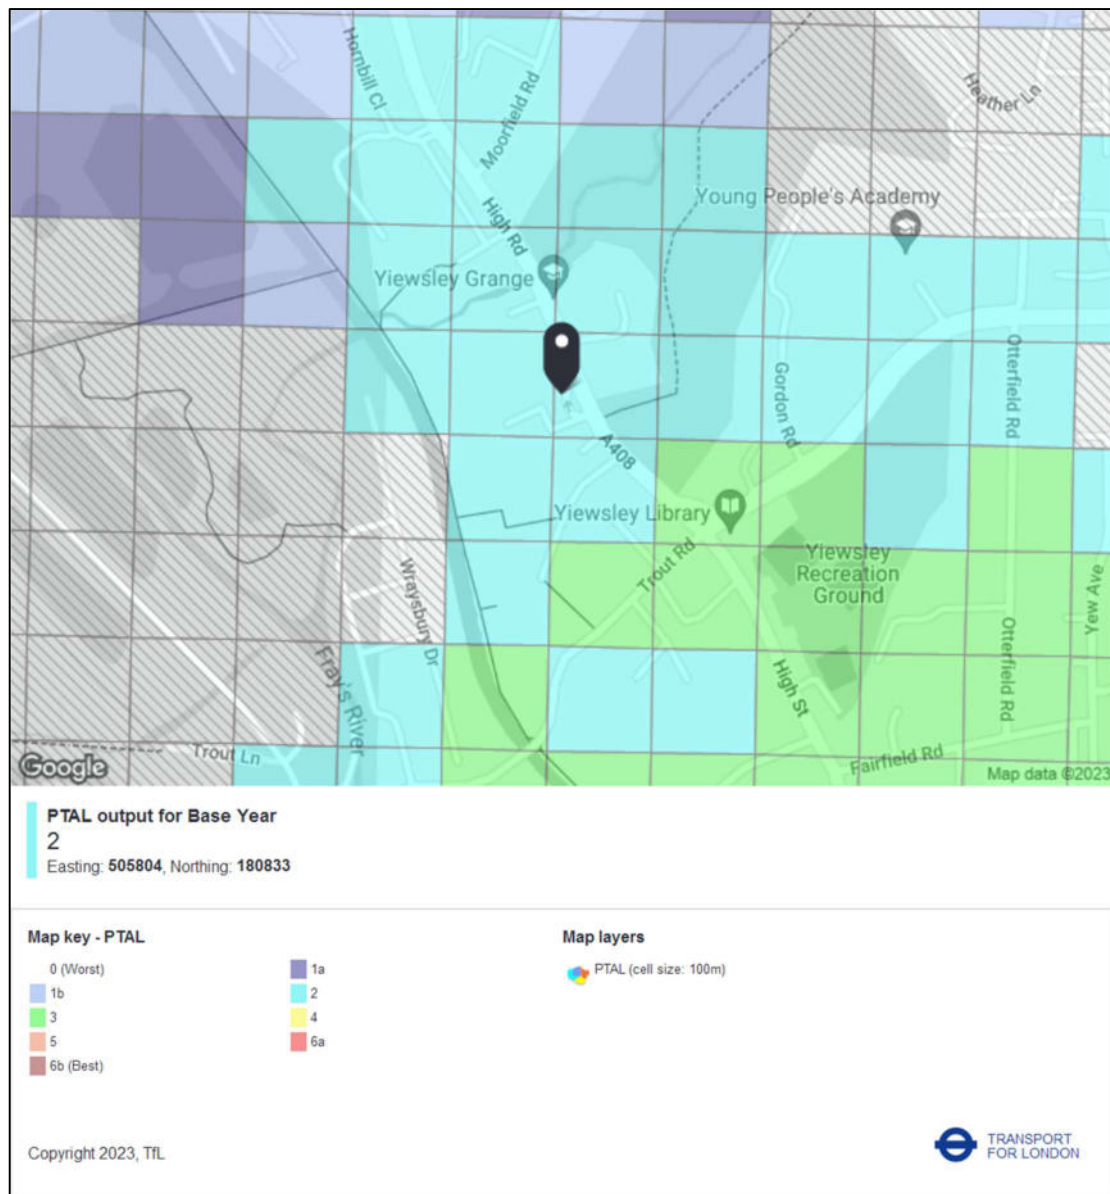 Hornbill Cl
Moorfield Rd
Heather Ln
Young People's Academy
High Rd
Yiewsley Grange
Otterfield Rd
Gordon Rd
A408
Yiewsley Library
Trout Rd
Yiewsley
Recreation
Ground
Wraysbury Dr
Yew Ave
Otterfield Rd
Fray's River
High St
Trout Ln
Fairfield Rd
Google
Map data ©2023
PTAL output for Base Year
2
Easting: 505804, Northing: 180833
Map key - PTAL
Map layers
0 (Worst)
1a
PTAL (cell size: 100m)
1b
2
3
4
5
6a
6b (Best)
Copyright 2023, TfL
TRANSPORT
FOR LONDON